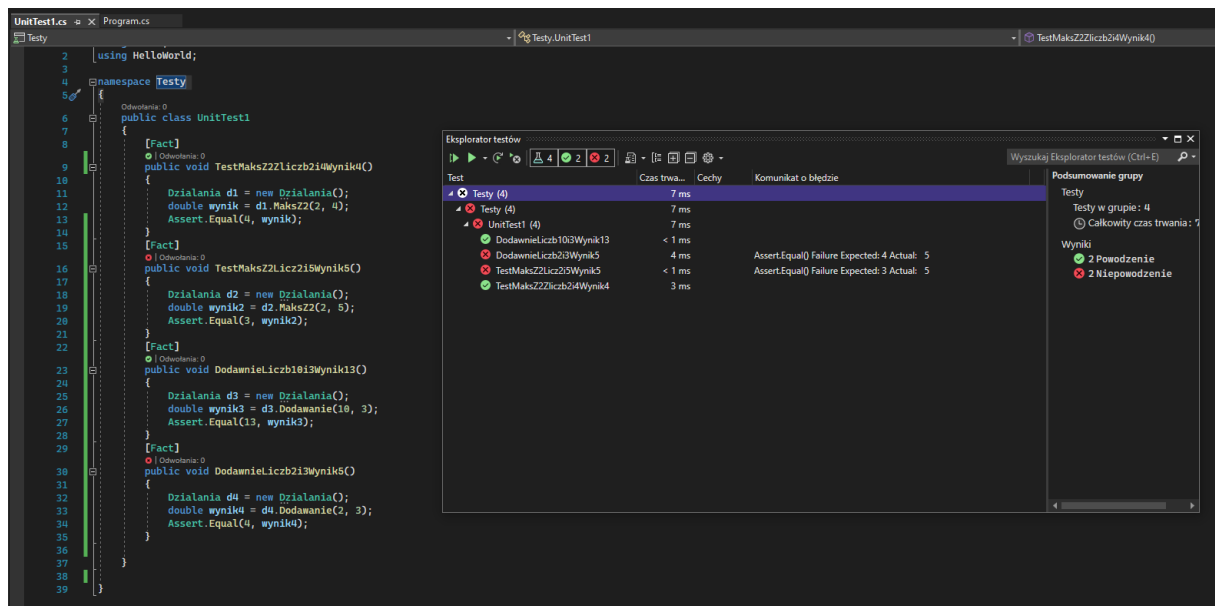 UnitTest1.cs Program.cs
Testy Testy.UnitTest1 TestMaksZ2Zliczb2i4Wynik4()
2 using HelloWorld;
3
4 namespace Testy
5 {
Odwołania: 0
6 public class UnitTest1
7 {
8 [Fact]
Odwołania: 0
9 public void TestMaksZ2Zliczb2i4Wynik4()
10 {
11 Dzialania d1 = new Dzialania();
12 double wynik = d1.MaksZ2(2, 4);
13 Assert.Equal(4, wynik);
14 }
15 [Fact]
Odwołania: 0
16 public void TestMaksZ2Licz2i5Wynik5()
17 {
18 Dzialania d2 = new Dzialania();
19 double wynik2 = d2.MaksZ2(2, 5);
20 Assert.Equal(3, wynik2);
21 }
22 [Fact]
Odwołania: 0
23 public void DodawnieLiczb10i3Wynik13()
24 {
25 Dzialania d3 = new Dzialania();
26 double wynik3 = d3.Dodawanie(10, 3);
27 Assert.Equal(13, wynik3);
28 }
29 [Fact]
Odwołania: 0
30 public void DodawnieLiczb2i3Wynik5()
31 {
32 Dzialania d4 = new Dzialania();
33 double wynik4 = d4.Dodawanie(2, 3);
34 Assert.Equal(4, wynik4);
35 }
36
37 }
38
39 }
Eksplorator testów
4 2 2 Wyszukaj Eksplorator testów (Ctrl+E)
Test Czas trwa... Cechy Komunikat o błędzie
Testy (4) 7 ms
Testy (4) 7 ms
UnitTest1 (4) 7 ms
DodawnieLiczb10i3Wynik13 < 1 ms
DodawnieLiczb2i3Wynik5 4 ms Assert.Equal() Failure Expected: 4 Actual: 5
TestMaksZ2Licz2i5Wynik5 < 1 ms Assert.Equal() Failure Expected: 3 Actual: 5
TestMaksZ2Zliczb2i4Wynik4 3 ms
Podsumowanie grupy
Testy
Testy w grupie: 4
Całkowity czas trwania: 7
Wyniki
2 Powodzenie
2 Niepowodzenie